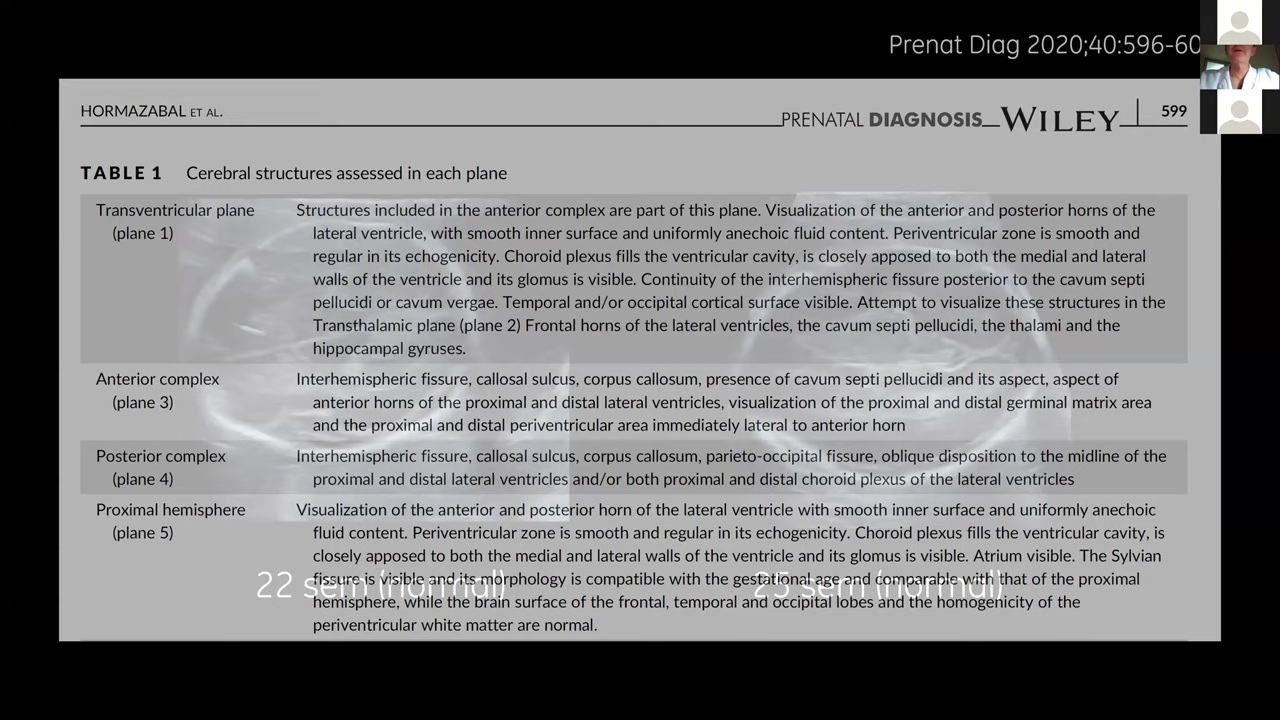 Prenat Diag 2020;40:596-60
HORMAZABAL ET AL.
PRENATAL DIAGNOSIS WILEY 599
TABLE 1 Cerebral structures assessed in each plane
Transventricular plane Structures included in the anterior complex are part of this plane. Visualization of the anterior and posterior horns of the
(plane 1) lateral ventricle, with smooth inner surface and uniformly anechoic fluid content. Periventricular zone is smooth and
regular in its echogenicity. Choroid plexus fills the ventricular cavity, is closely apposed to both the medial and lateral
walls of the ventricle and its glomus is visible. Continuity of the interhemispheric fissure posterior to the cavum septi
pellucidi or cavum vergae. Temporal and/or occipital cortical surface visible. Attempt to visualize these structures in the
Transthalamic plane (plane 2) Frontal horns of the lateral ventricles, the cavum septi pellucidi, the thalami and the
hippocampal gyruses.
Anterior complex Interhemispheric fissure, callosal sulcus, corpus callosum, presence of cavum septi pellucidi and its aspect, aspect of
(plane 3) anterior horns of the proximal and distal lateral ventricles, visualization of the proximal and distal germinal matrix area
and the proximal and distal periventricular area immediately lateral to anterior horn
Posterior complex Interhemispheric fissure, callosal sulcus, corpus callosum, parieto-occipital fissure, oblique disposition to the midline of the
(plane 4) proximal and distal lateral ventricles and/or both proximal and distal choroid plexus of the lateral ventricles
Proximal hemisphere Visualization of the anterior and posterior horn of the lateral ventricle with smooth inner surface and uniformly anechoic
(plane 5) fluid content. Periventricular zone is smooth and regular in its echogenicity. Choroid plexus fills the ventricular cavity, is
closely apposed to both the medial and lateral walls of the ventricle and its glomus is visible. Atrium visible. The Sylvian
fissure is visible and its morphology is compatible with the gestational age and comparable with that of the proximal
22 sem (normal) 25 sem (normal)
hemisphere, while the brain surface of the frontal, temporal and occipital lobes and the homogenicity of the
periventricular white matter are normal.